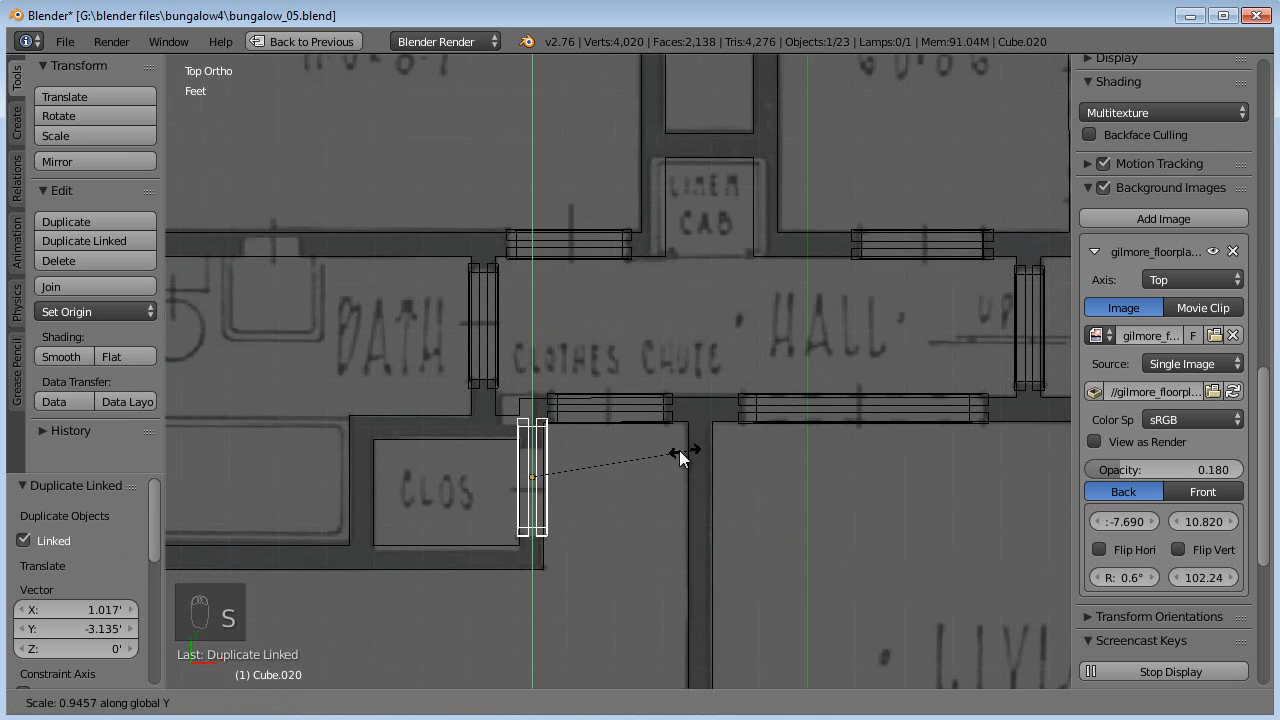 Blender* [G:\blender files\bungalow4\bungalow_05.blend]
File Render Window Help Back to Previous Blender Render v2.76 | Verts:4,020 | Faces:2,138 | Tris:4,276 | Objects:1/23 | Lamps:0/1 | Mem:91.04M | Cube.020
Tools
Create
Relations
Animation
Physics
Grease Pencil
Transform
Translate
Rotate
Scale
Mirror
Edit
Duplicate
Duplicate Linked
Delete
Join
Set Origin
Shading:
Smooth Flat
Data Transfer:
Data Data Layo
History
Duplicate Linked
Duplicate Objects
Linked
Translate
Vector
X: 1.017'
Y: -3.135'
Z: 0'
Constraint Axis
Top Ortho
Feet
LINEN
CAB
BATH
HALL
UP
CLOTHES CHUTE
CLOS
S
Last: Duplicate Linked
(1) Cube.020
Display
Shading
Multitexture
Backface Culling
Motion Tracking
Background Images
Add Image
gilmore_floorpla...
Axis: Top
Image Movie Clip
gilmore_f... F
Source: Single Image
//gilmore_floorpl...
Color Sp sRGB
View as Render
Opacity: 0.180
Back Front
: -7.690 10.820
Flip Hori Flip Vert
R: 0.6° 102.24
Transform Orientations
Screencast Keys
Stop Display
Scale: 0.9457 along global Y